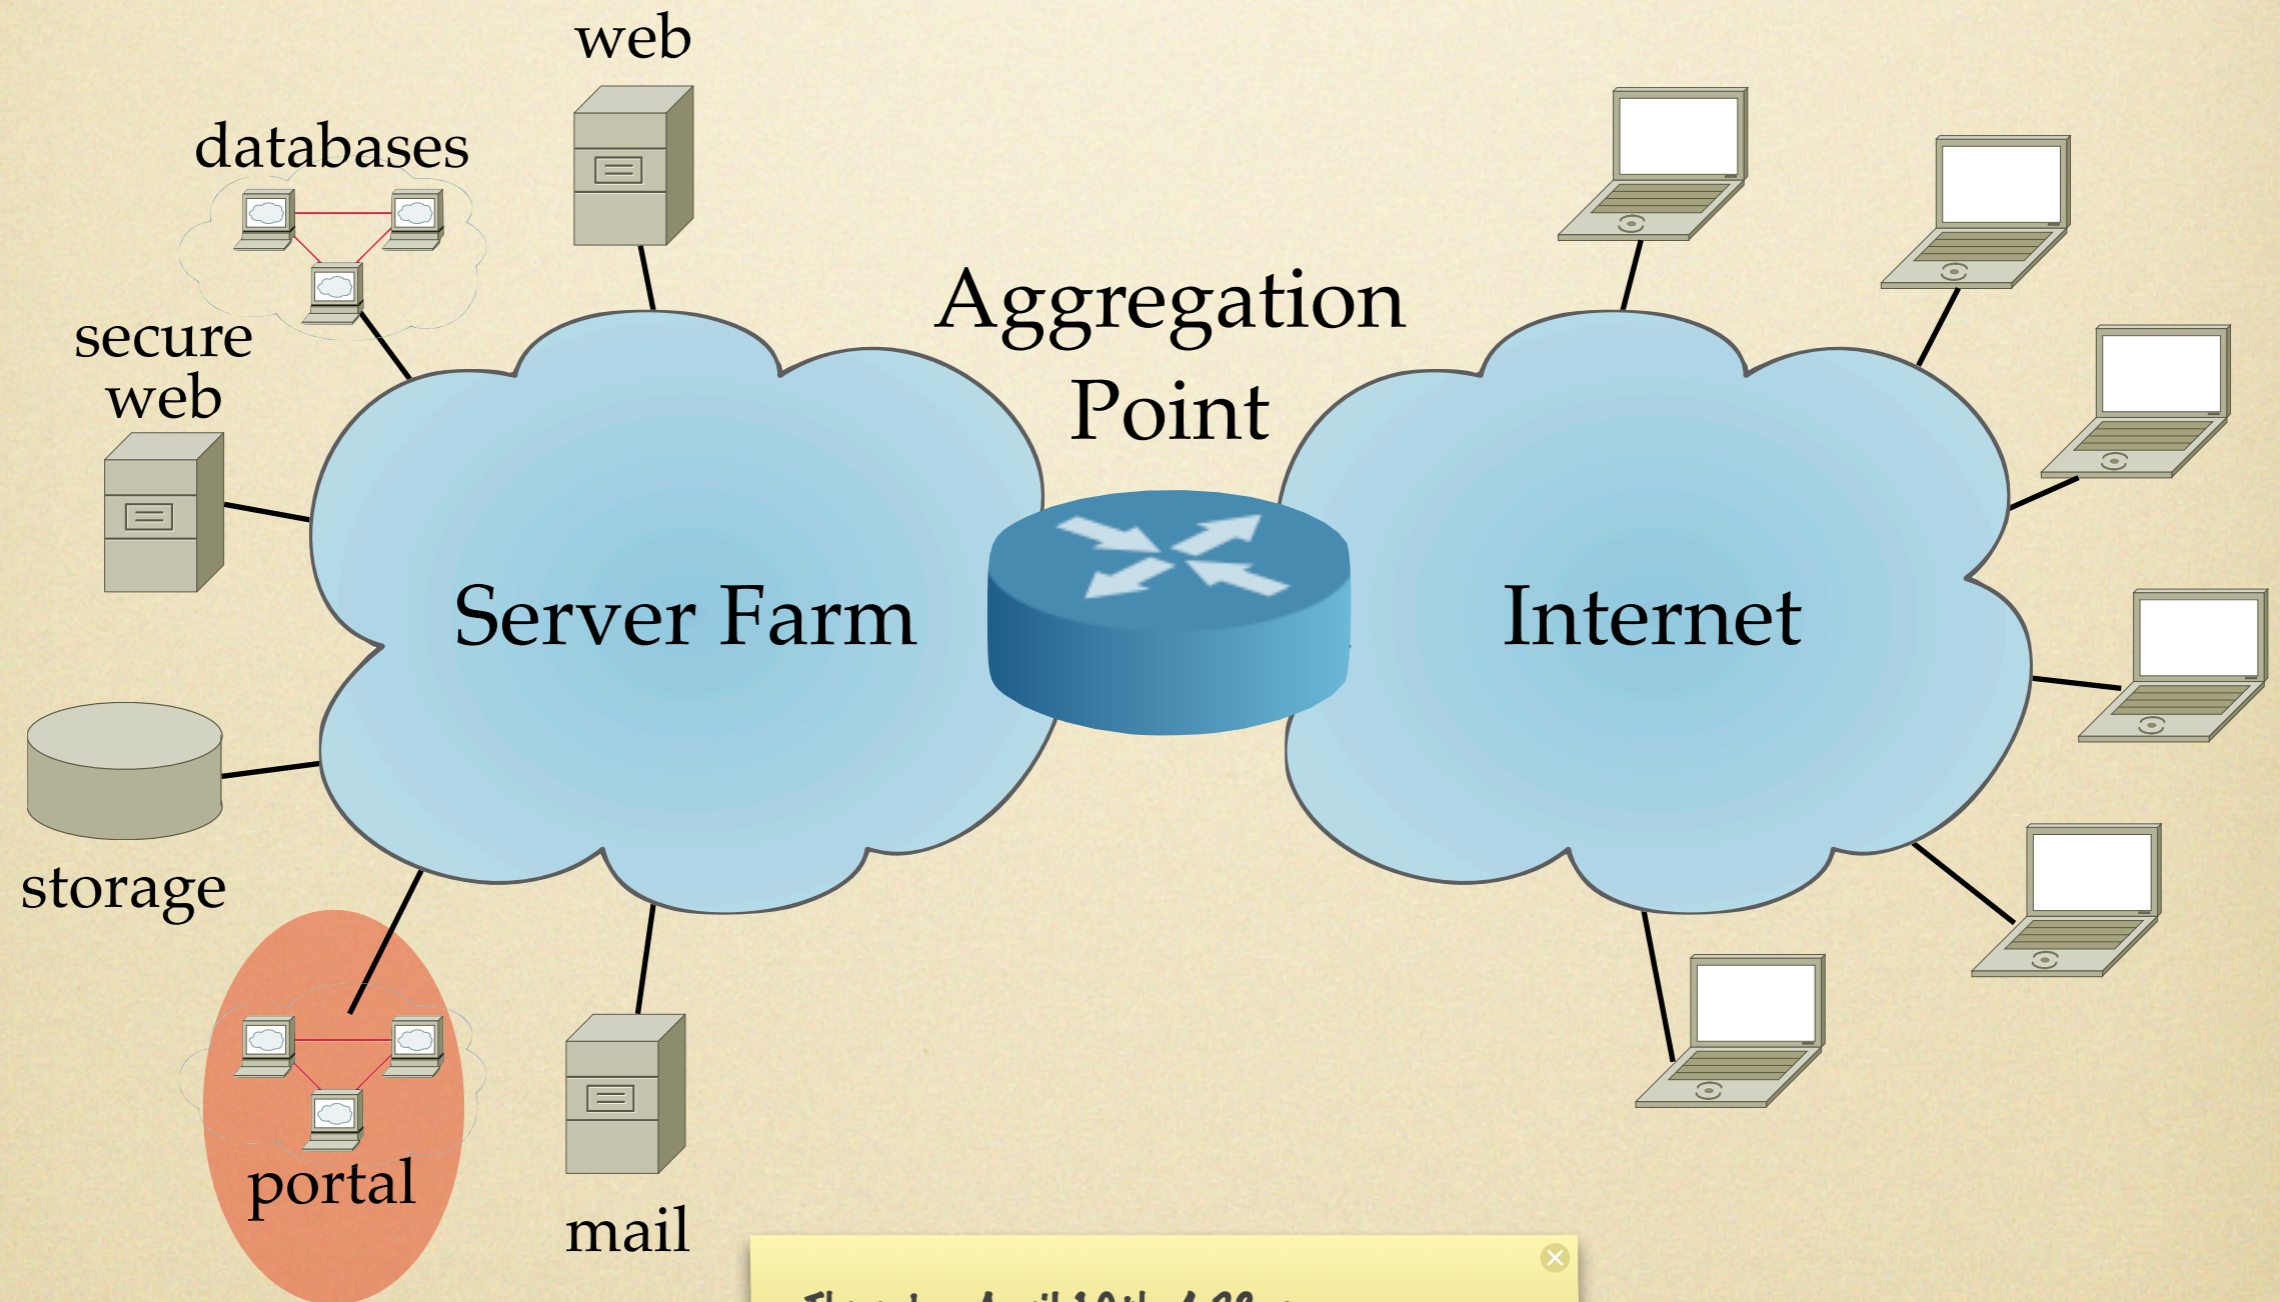 web
databases
secure
web
Aggregation
Point
Server Farm
Internet
storage
portal
mail